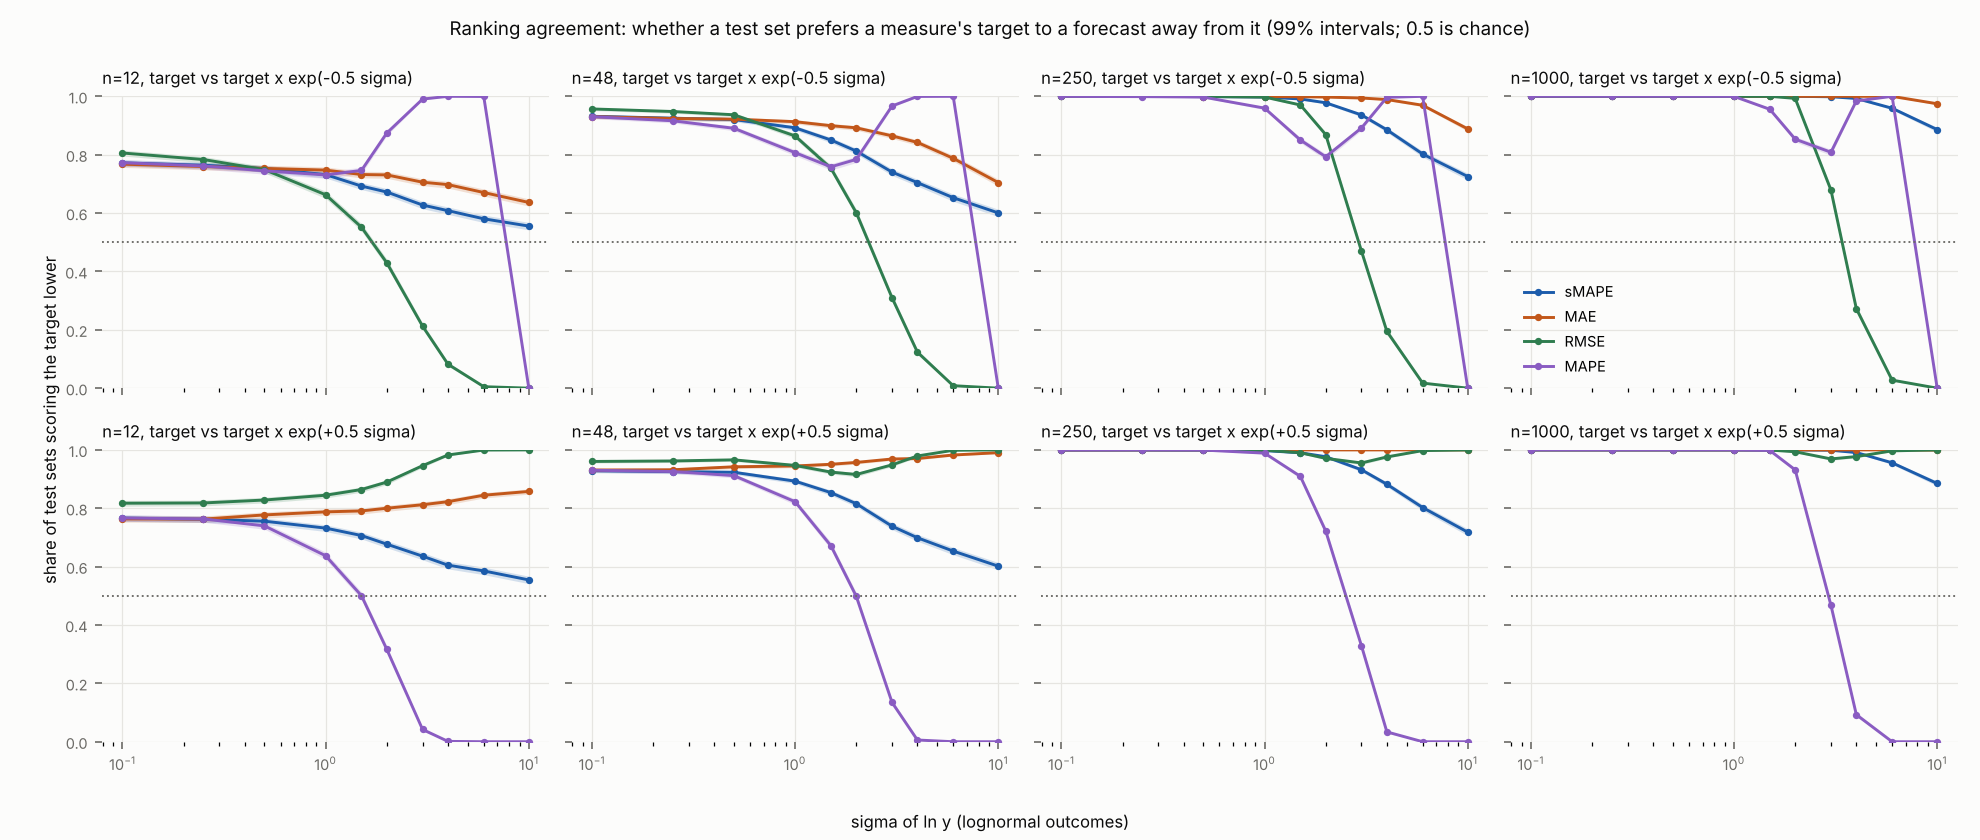 Ranking agreement: whether a test set prefers a measure's target to a forecast away from it (99% intervals; 0.5 is chance)
n=12, target vs target x exp(-0.5 sigma)
n=48, target vs target x exp(-0.5 sigma)
n=250, target vs target x exp(-0.5 sigma)
n=1000, target vs target x exp(-0.5 sigma)
1.0
0.8
0.6
0.4
0.2
0.0
sMAPE
MAE
RMSE
MAPE
share of test sets scoring the target lower
n=12, target vs target x exp(+0.5 sigma)
n=48, target vs target x exp(+0.5 sigma)
n=250, target vs target x exp(+0.5 sigma)
n=1000, target vs target x exp(+0.5 sigma)
1.0
0.8
0.6
0.4
0.2
0.0
10⁻¹ 10⁰ 10¹
10⁻¹ 10⁰ 10¹
10⁻¹ 10⁰ 10¹
10⁻¹ 10⁰ 10¹
sigma of ln y (lognormal outcomes)